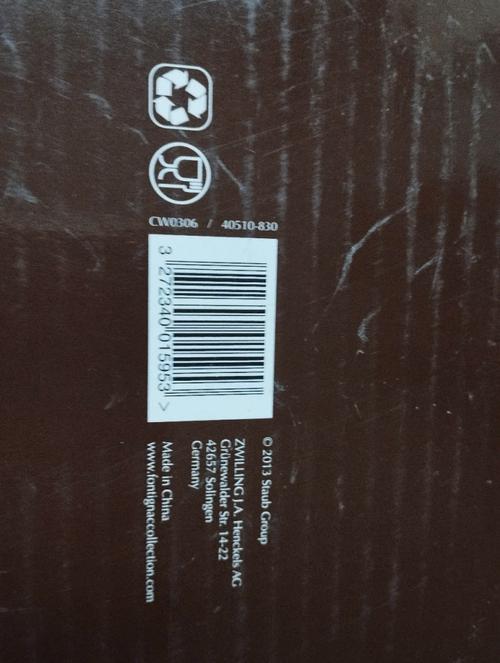 CW0306 / 40510-830
3 272340 015953 >
© 2013 Staub Group
ZWILLING J.A. Henckels AG
Grünewalder Str. 14-22
42657 Solingen
Germany
Made in China
www.fontignaccollection.com